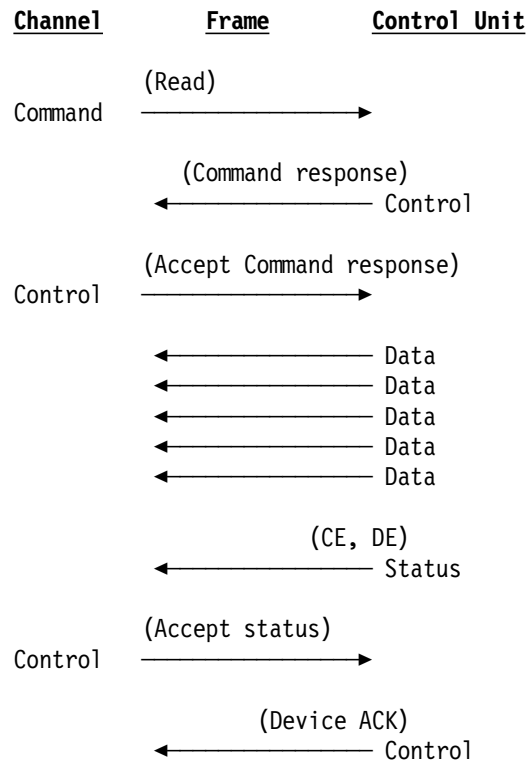 Channel Frame Control Unit
(Read)
Command
(Command response)
Control
(Accept Command response)
Control
Data
Data
Data
Data
Data
(CE, DE)
Status
(Accept status)
Control
(Device ACK)
Control